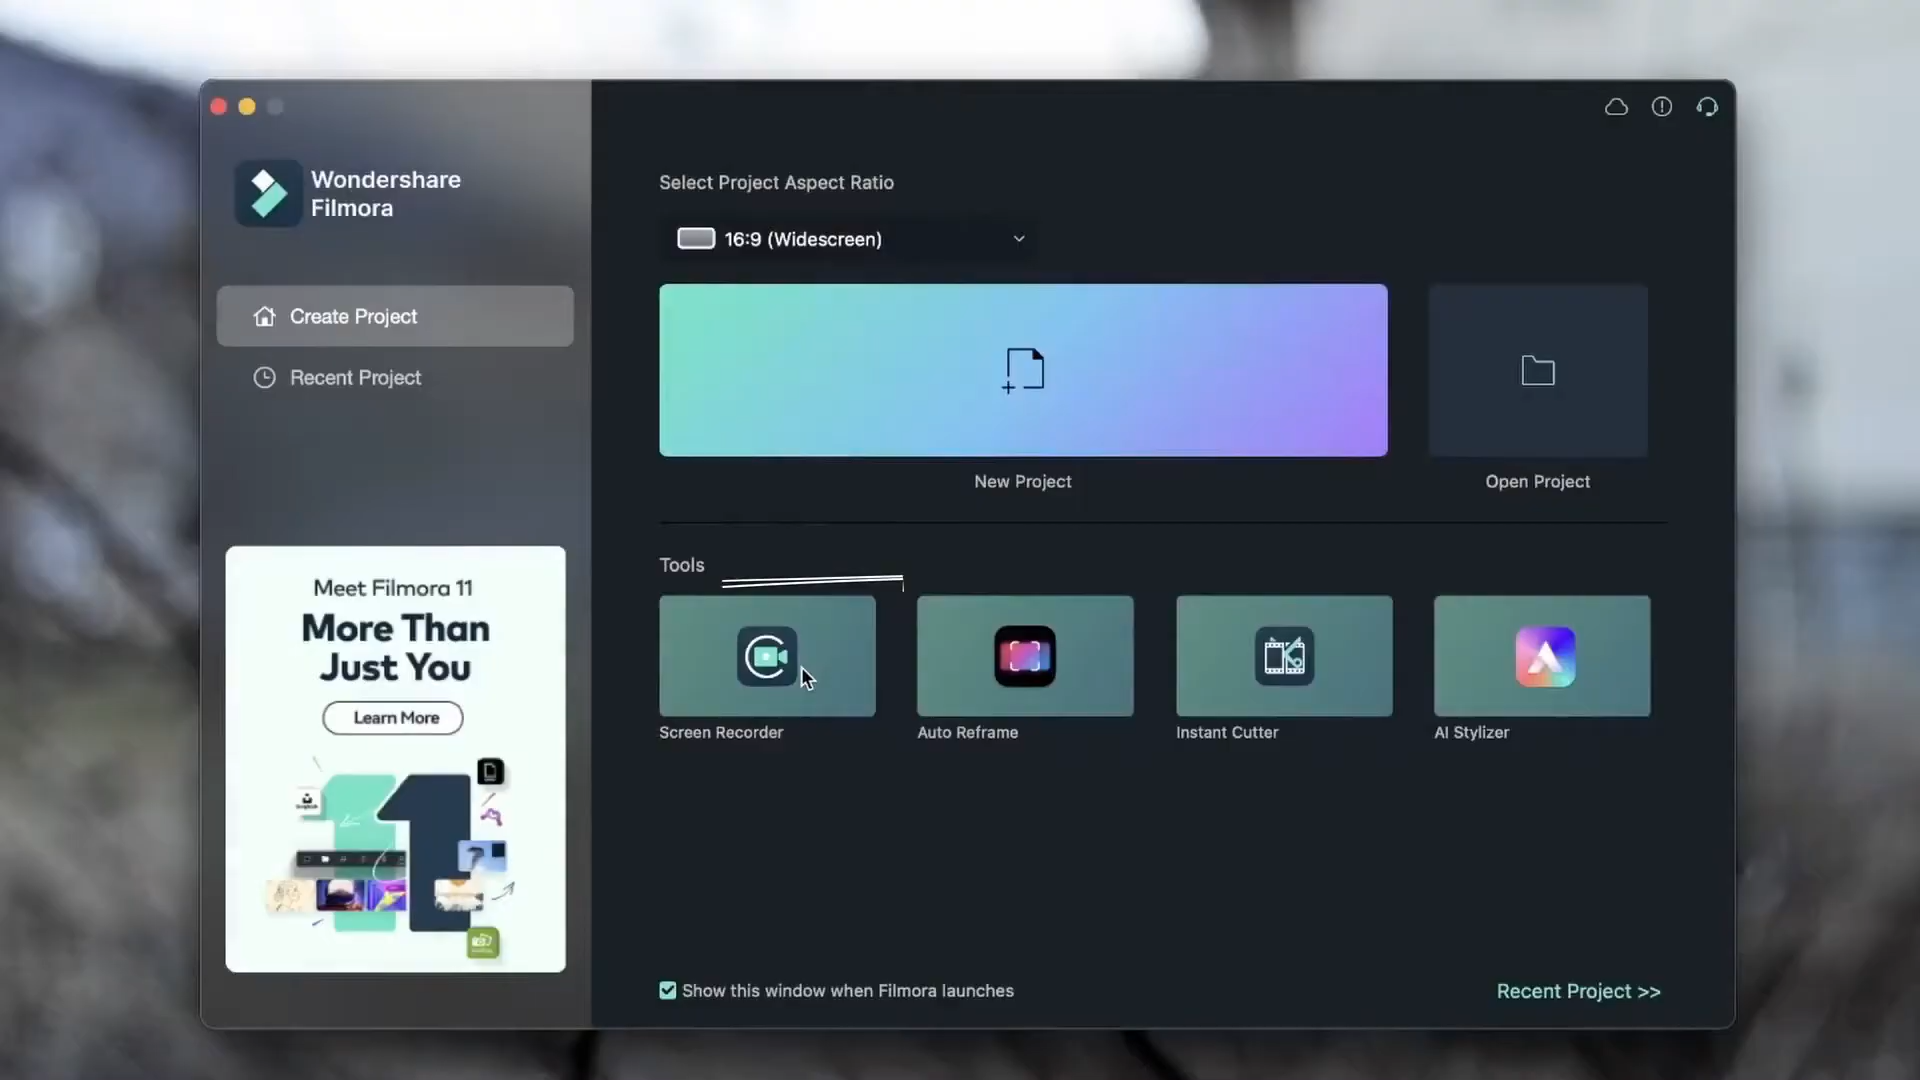 Wondershare
Filmora
Create Project
Recent Project
Meet Filmora 11
More Than
Just You
Learn More
Select Project Aspect Ratio
16:9 (Widescreen)
New Project
Open Project
Tools
Screen Recorder
Auto Reframe
Instant Cutter
AI Stylizer
Show this window when Filmora launches
Recent Project >>